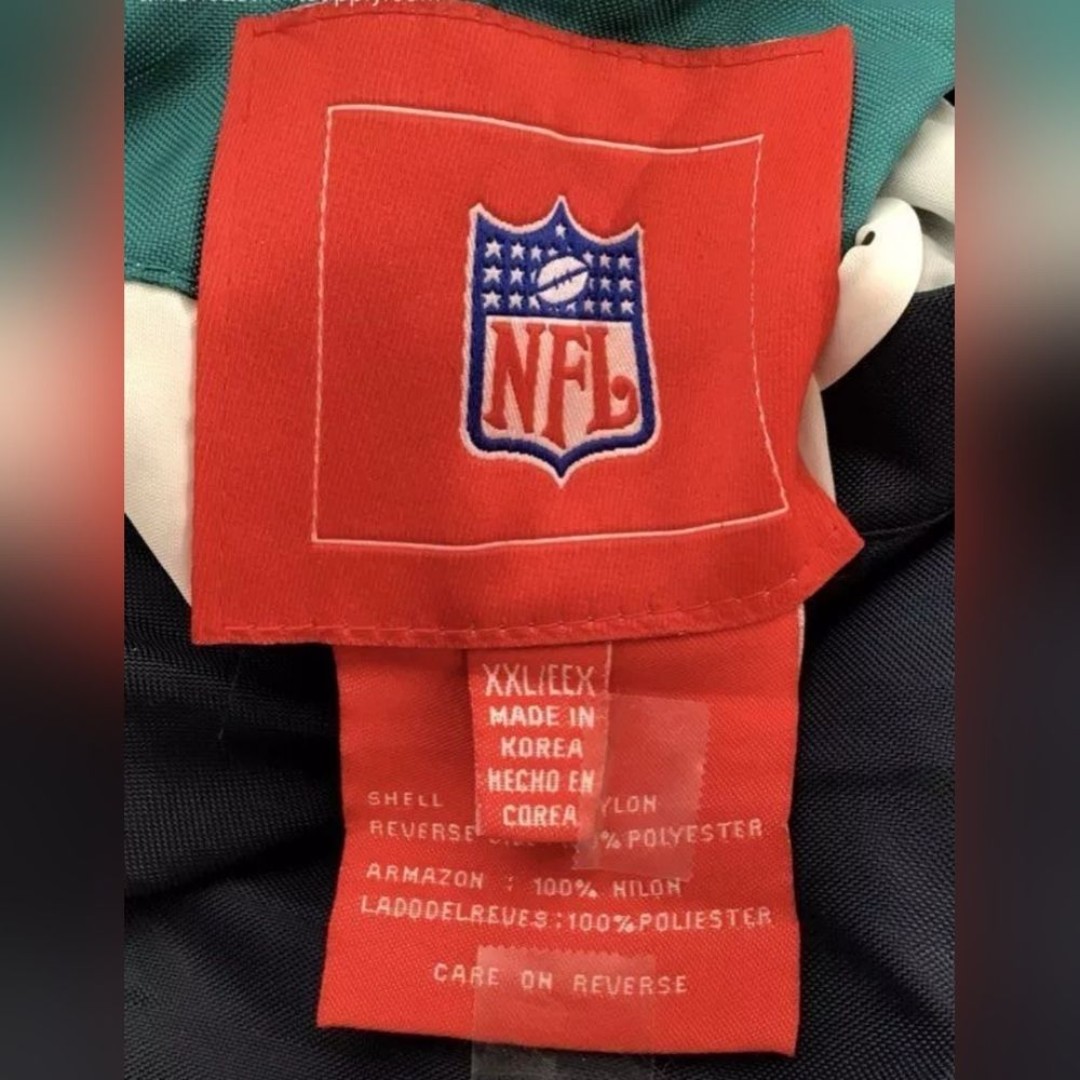 NFL
XXL/EEX
MADE IN
KOREA
HECHO EN
COREA
SHELL YLON
REVERSE % POLYESTER
ARMAZON : 100% NILON
LADODELREVES:100%POLIESTER
CARE ON REVERSE